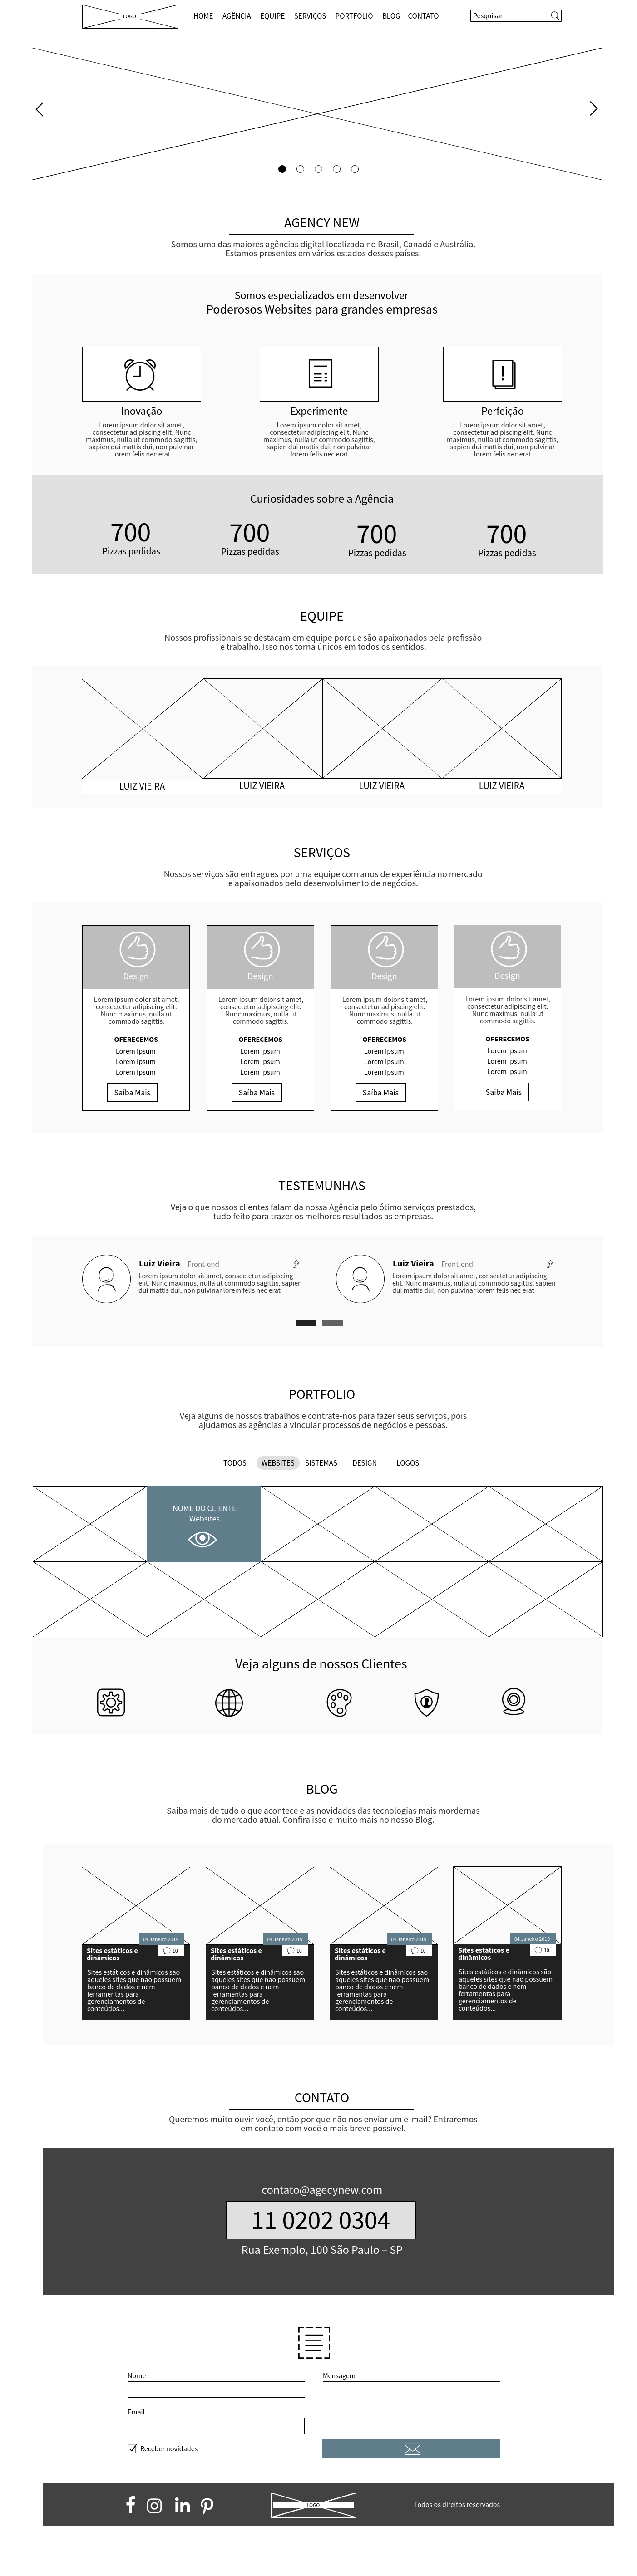 LOGO
HOME AGÊNCIA EQUIPE SERVIÇOS PORTFOLIO BLOG CONTATO
Pesquisar
AGENCY NEW
Somos uma das maiores agências digital localizada no Brasil, Canadá e Austrália.
Estamos presentes em vários estados desses países.
Somos especializados em desenvolver
Poderosos Websites para grandes empresas
Inovação
Lorem ipsum dolor sit amet,
consectetur adipiscing elit. Nunc
maximus, nulla ut commodo sagittis,
sapien dui mattis dui, non pulvinar
lorem felis nec erat
Experimente
Lorem ipsum dolor sit amet,
consectetur adipiscing elit. Nunc
maximus, nulla ut commodo sagittis,
sapien dui mattis dui, non pulvinar
lorem felis nec erat
Perfeição
Lorem ipsum dolor sit amet,
consectetur adipiscing elit. Nunc
maximus, nulla ut commodo sagittis,
sapien dui mattis dui, non pulvinar
lorem felis nec erat
Curiosidades sobre a Agência
700
Pizzas pedidas
700
Pizzas pedidas
700
Pizzas pedidas
700
Pizzas pedidas
EQUIPE
Nossos profissionais se destacam em equipe porque são apaixonados pela profissão
e trabalho. Isso nos torna únicos em todos os sentidos.
LUIZ VIEIRA
LUIZ VIEIRA
LUIZ VIEIRA
LUIZ VIEIRA
SERVIÇOS
Nossos serviços são entregues por uma equipe com anos de experiência no mercado
e apaixonados pelo desenvolvimento de negócios.
Design
Lorem ipsum dolor sit amet,
consectetur adipiscing elit.
Nunc maximus, nulla ut
commodo sagittis.
OFERECEMOS
Lorem Ipsum
Lorem Ipsum
Lorem Ipsum
Saíba Mais
Design
Lorem ipsum dolor sit amet,
consectetur adipiscing elit.
Nunc maximus, nulla ut
commodo sagittis.
OFERECEMOS
Lorem Ipsum
Lorem Ipsum
Lorem Ipsum
Saíba Mais
Design
Lorem ipsum dolor sit amet,
consectetur adipiscing elit.
Nunc maximus, nulla ut
commodo sagittis.
OFERECEMOS
Lorem Ipsum
Lorem Ipsum
Lorem Ipsum
Saíba Mais
Design
Lorem ipsum dolor sit amet,
consectetur adipiscing elit.
Nunc maximus, nulla ut
commodo sagittis.
OFERECEMOS
Lorem Ipsum
Lorem Ipsum
Lorem Ipsum
Saíba Mais
TESTEMUNHAS
Veja o que nossos clientes falam da nossa Agência pelo ótimo serviços prestados,
tudo feito para trazer os melhores resultados as empresas.
Luiz Vieira Front-end
Lorem ipsum dolor sit amet, consectetur adipiscing
elit. Nunc maximus, nulla ut commodo sagittis, sapien
dui mattis dui, non pulvinar lorem felis nec erat
Luiz Vieira Front-end
Lorem ipsum dolor sit amet, consectetur adipiscing
elit. Nunc maximus, nulla ut commodo sagittis, sapien
dui mattis dui, non pulvinar lorem felis nec erat
PORTFOLIO
Veja alguns de nossos trabalhos e contrate-nos para fazer seus serviços, pois
ajudamos as agências a vincular processos de negócios e pessoas.
TODOS WEBSITES SISTEMAS DESIGN LOGOS
NOME DO CLIENTE
Websites
Veja alguns de nossos Clientes
BLOG
Saíba mais de tudo o que acontece e as novidades das tecnologias mais mordernas
do mercado atual. Confira isso e muito mais no nosso Blog.
04 Janeiro 2019
10
Sites estáticos e
dinâmicos
Sites estáticos e dinâmicos são
aqueles sites que não possuem
banco de dados e nem
ferramentas para
gerenciamentos de
conteúdos...
04 Janeiro 2019
10
Sites estáticos e
dinâmicos
Sites estáticos e dinâmicos são
aqueles sites que não possuem
banco de dados e nem
ferramentas para
gerenciamentos de
conteúdos...
04 Janeiro 2019
10
Sites estáticos e
dinâmicos
Sites estáticos e dinâmicos são
aqueles sites que não possuem
banco de dados e nem
ferramentas para
gerenciamentos de
conteúdos...
04 Janeiro 2019
10
Sites estáticos e
dinâmicos
Sites estáticos e dinâmicos são
aqueles sites que não possuem
banco de dados e nem
ferramentas para
gerenciamentos de
conteúdos...
CONTATO
Queremos muito ouvir você, então por que não nos enviar um e-mail? Entraremos
em contato com você o mais breve possível.
contato@agecynew.com
11 0202 0304
Rua Exemplo, 100 São Paulo – SP
Nome
Mensagem
Email
Receber novidades
LOGO
Todos os direitos reservados